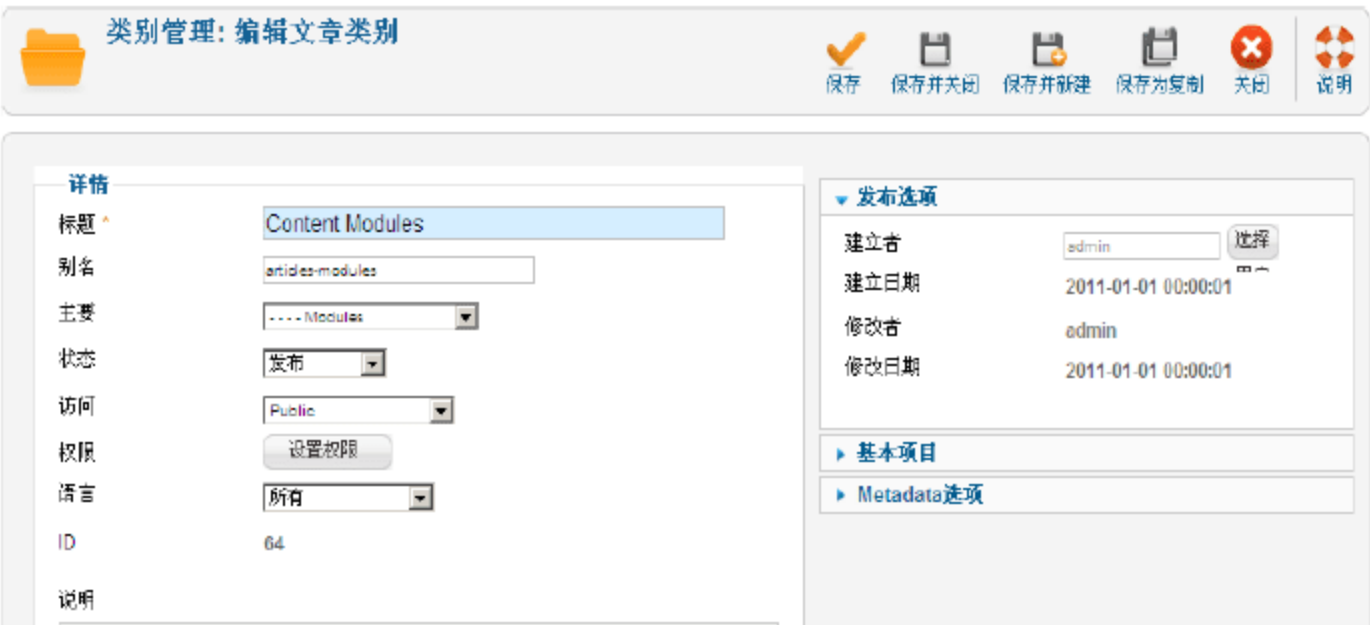 类别管理: 编辑文章类别
保存 保存并关闭 保存并新建 保存为复制 关闭 说明
详情
标题 *
Content Modules
别名
articles-modules
主要
- - - - Modules
状态
发布
访问
Public
权限
设置权限
语言
所有
ID
64
说明
发布选项
建立者
admin
选择
建立日期
2011-01-01 00:00:01
修改者
admin
修改日期
2011-01-01 00:00:01
基本项目
Metadata选项